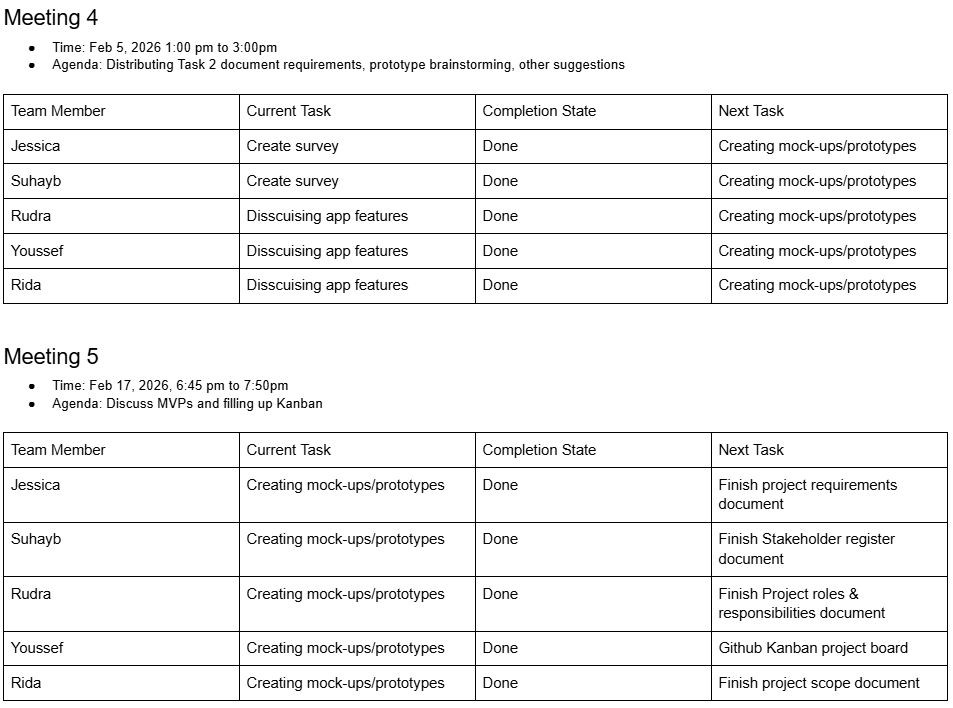 Meeting 4
● Time: Feb 5, 2026 1:00 pm to 3:00pm
● Agenda: Distributing Task 2 document requirements, prototype brainstorming, other suggestions
Team Member Current Task Completion State Next Task
Jessica Create survey Done Creating mock-ups/prototypes
Suhayb Create survey Done Creating mock-ups/prototypes
Rudra Disscuising app features Done Creating mock-ups/prototypes
Youssef Disscuising app features Done Creating mock-ups/prototypes
Rida Disscuising app features Done Creating mock-ups/prototypes
Meeting 5
● Time: Feb 17, 2026, 6:45 pm to 7:50pm
● Agenda: Discuss MVPs and filling up Kanban
Team Member Current Task Completion State Next Task
Jessica Creating mock-ups/prototypes Done Finish project requirements
document
Suhayb Creating mock-ups/prototypes Done Finish Stakeholder register
document
Rudra Creating mock-ups/prototypes Done Finish Project roles &
responsibilities document
Youssef Creating mock-ups/prototypes Done Github Kanban project board
Rida Creating mock-ups/prototypes Done Finish project scope document